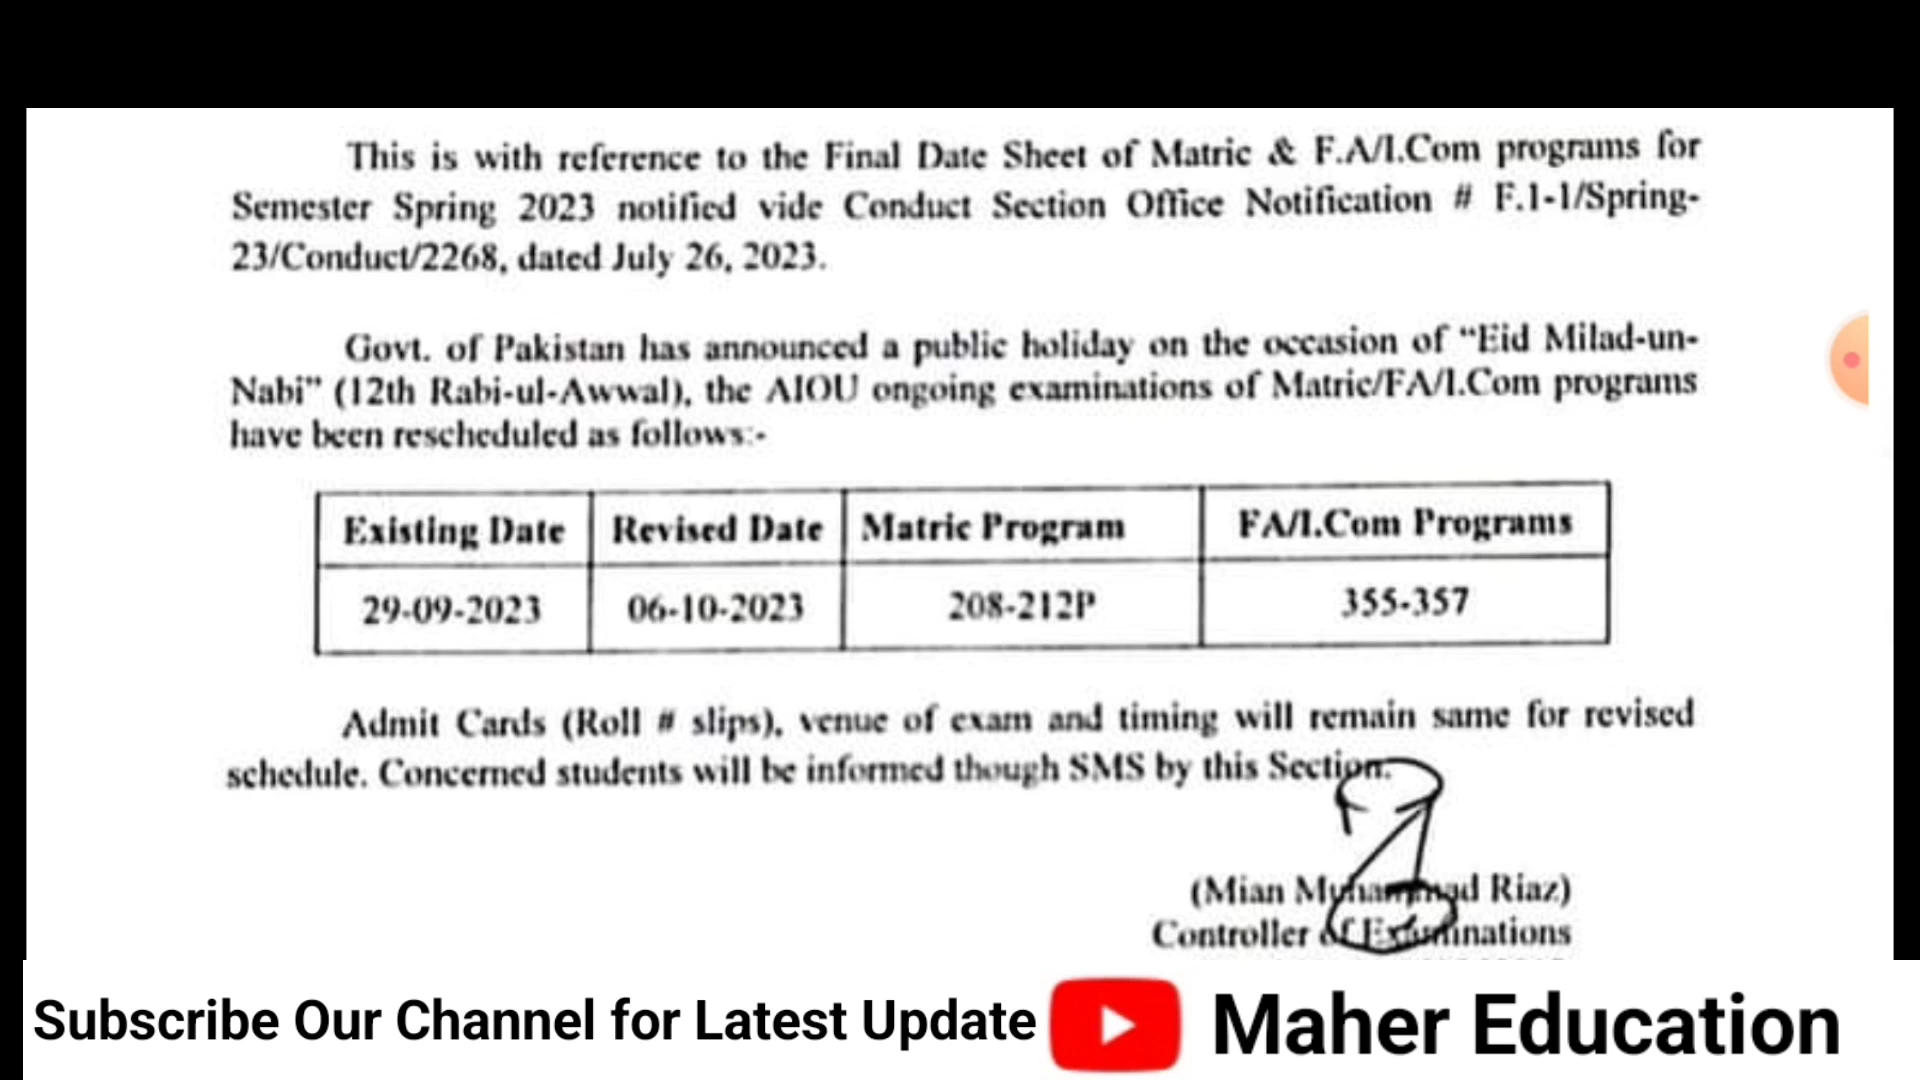 This is with reference to the Final Date Sheet of Matric & F.A/I.Com programs for
Semester Spring 2023 notified vide Conduct Section Office Notification # F.1-1/Spring-
23/Conduct/2268, dated July 26, 2023.
Govt. of Pakistan has announced a public holiday on the occasion of “Eid Milad-un-
Nabi” (12th Rabi-ul-Awwal), the AIOU ongoing examinations of Matric/FA/I.Com programs
have been rescheduled as follows:-
Existing Date Revised Date Matric Program FA/I.Com Programs
29-09-2023 06-10-2023 208-212P 355-357
Admit Cards (Roll # slips), venue of exam and timing will remain same for revised
schedule. Concerned students will be informed though SMS by this Section.
(Mian Muhammad Riaz)
Controller of Examinations
Subscribe Our Channel for Latest Update Maher Education